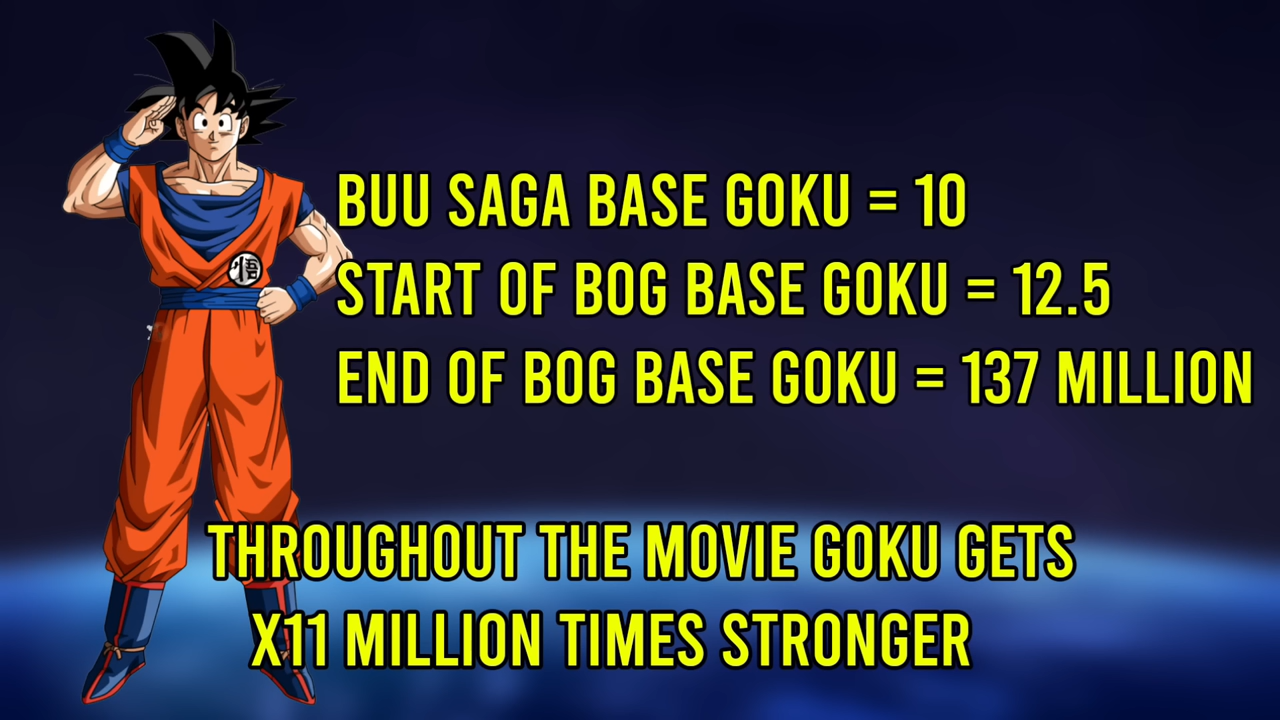 悟
BUU SAGA BASE GOKU = 10
START OF BOG BASE GOKU = 12.5
END OF BOG BASE GOKU = 137 MILLION
THROUGHOUT THE MOVIE GOKU GETS
X11 MILLION TIMES STRONGER